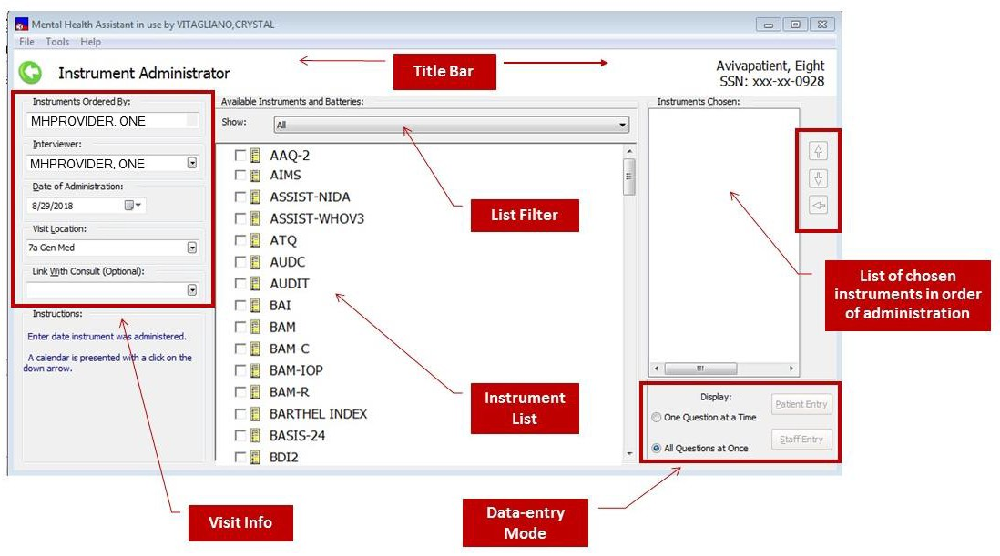 Mental Health Assistant in use by VITAGLIANO,CRYSTAL
File Tools Help
Instrument Administrator
Title Bar
Avivapatient, Eight
SSN: xxx-xx-0928
Instruments Ordered By:
MHPROVIDER, ONE
Interviewer:
MHPROVIDER, ONE
Date of Administration:
8/29/2018
Visit Location:
7a Gen Med
Link With Consult (Optional):
Instructions:
Enter date instrument was administered.
A calendar is presented with a click on the
down arrow.
Available Instruments and Batteries:
Show: All
AAQ-2
AIMS
ASSIST-NIDA
ASSIST-WHOV3
ATQ
AUDC
AUDIT
BAI
BAM
BAM-C
BAM-IOP
BAM-R
BARTHEL INDEX
BASIS-24
BDI2
List Filter
Instrument
List
Instruments Chosen:
List of chosen
instruments in order
of administration
Display:
One Question at a Time
All Questions at Once
Patient Entry
Staff Entry
Visit Info
Data-entry
Mode